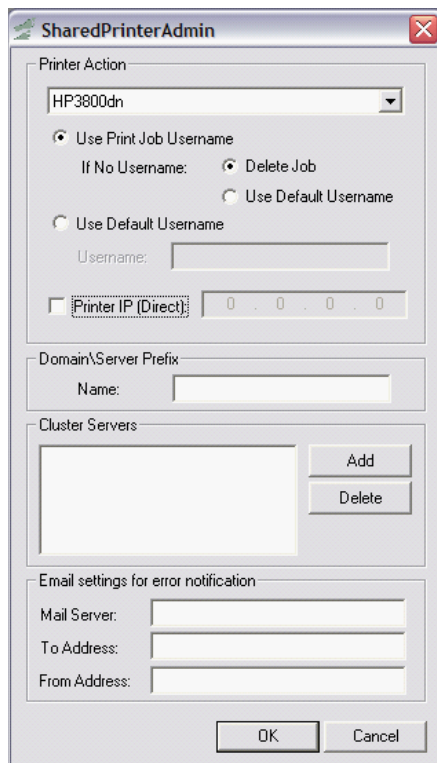 SharedPrinterAdmin
Printer Action
HP3800dn
Use Print Job Username
If No Username: Delete Job
Use Default Username
Use Default Username
Username:
Printer IP (Direct): 0 . 0 . 0 . 0
Domain\Server Prefix
Name:
Cluster Servers
Add
Delete
Email settings for error notification
Mail Server:
To Address:
From Address:
OK Cancel